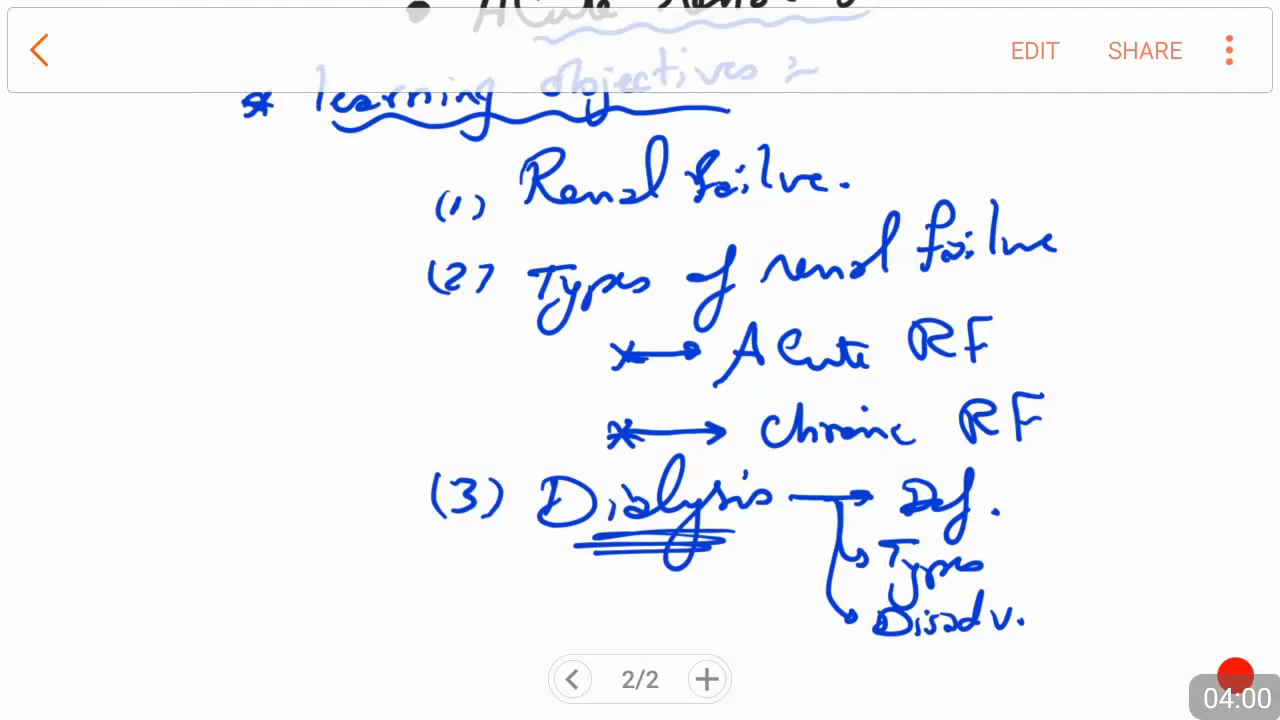 Acute
EDIT SHARE
* learning objectives :-
(1) Renal failure.
(2) Types of renal failure
Acute RF
Chronic RF
(3) Dialysis → Def.
Types
Disadv.
2/2
04:00